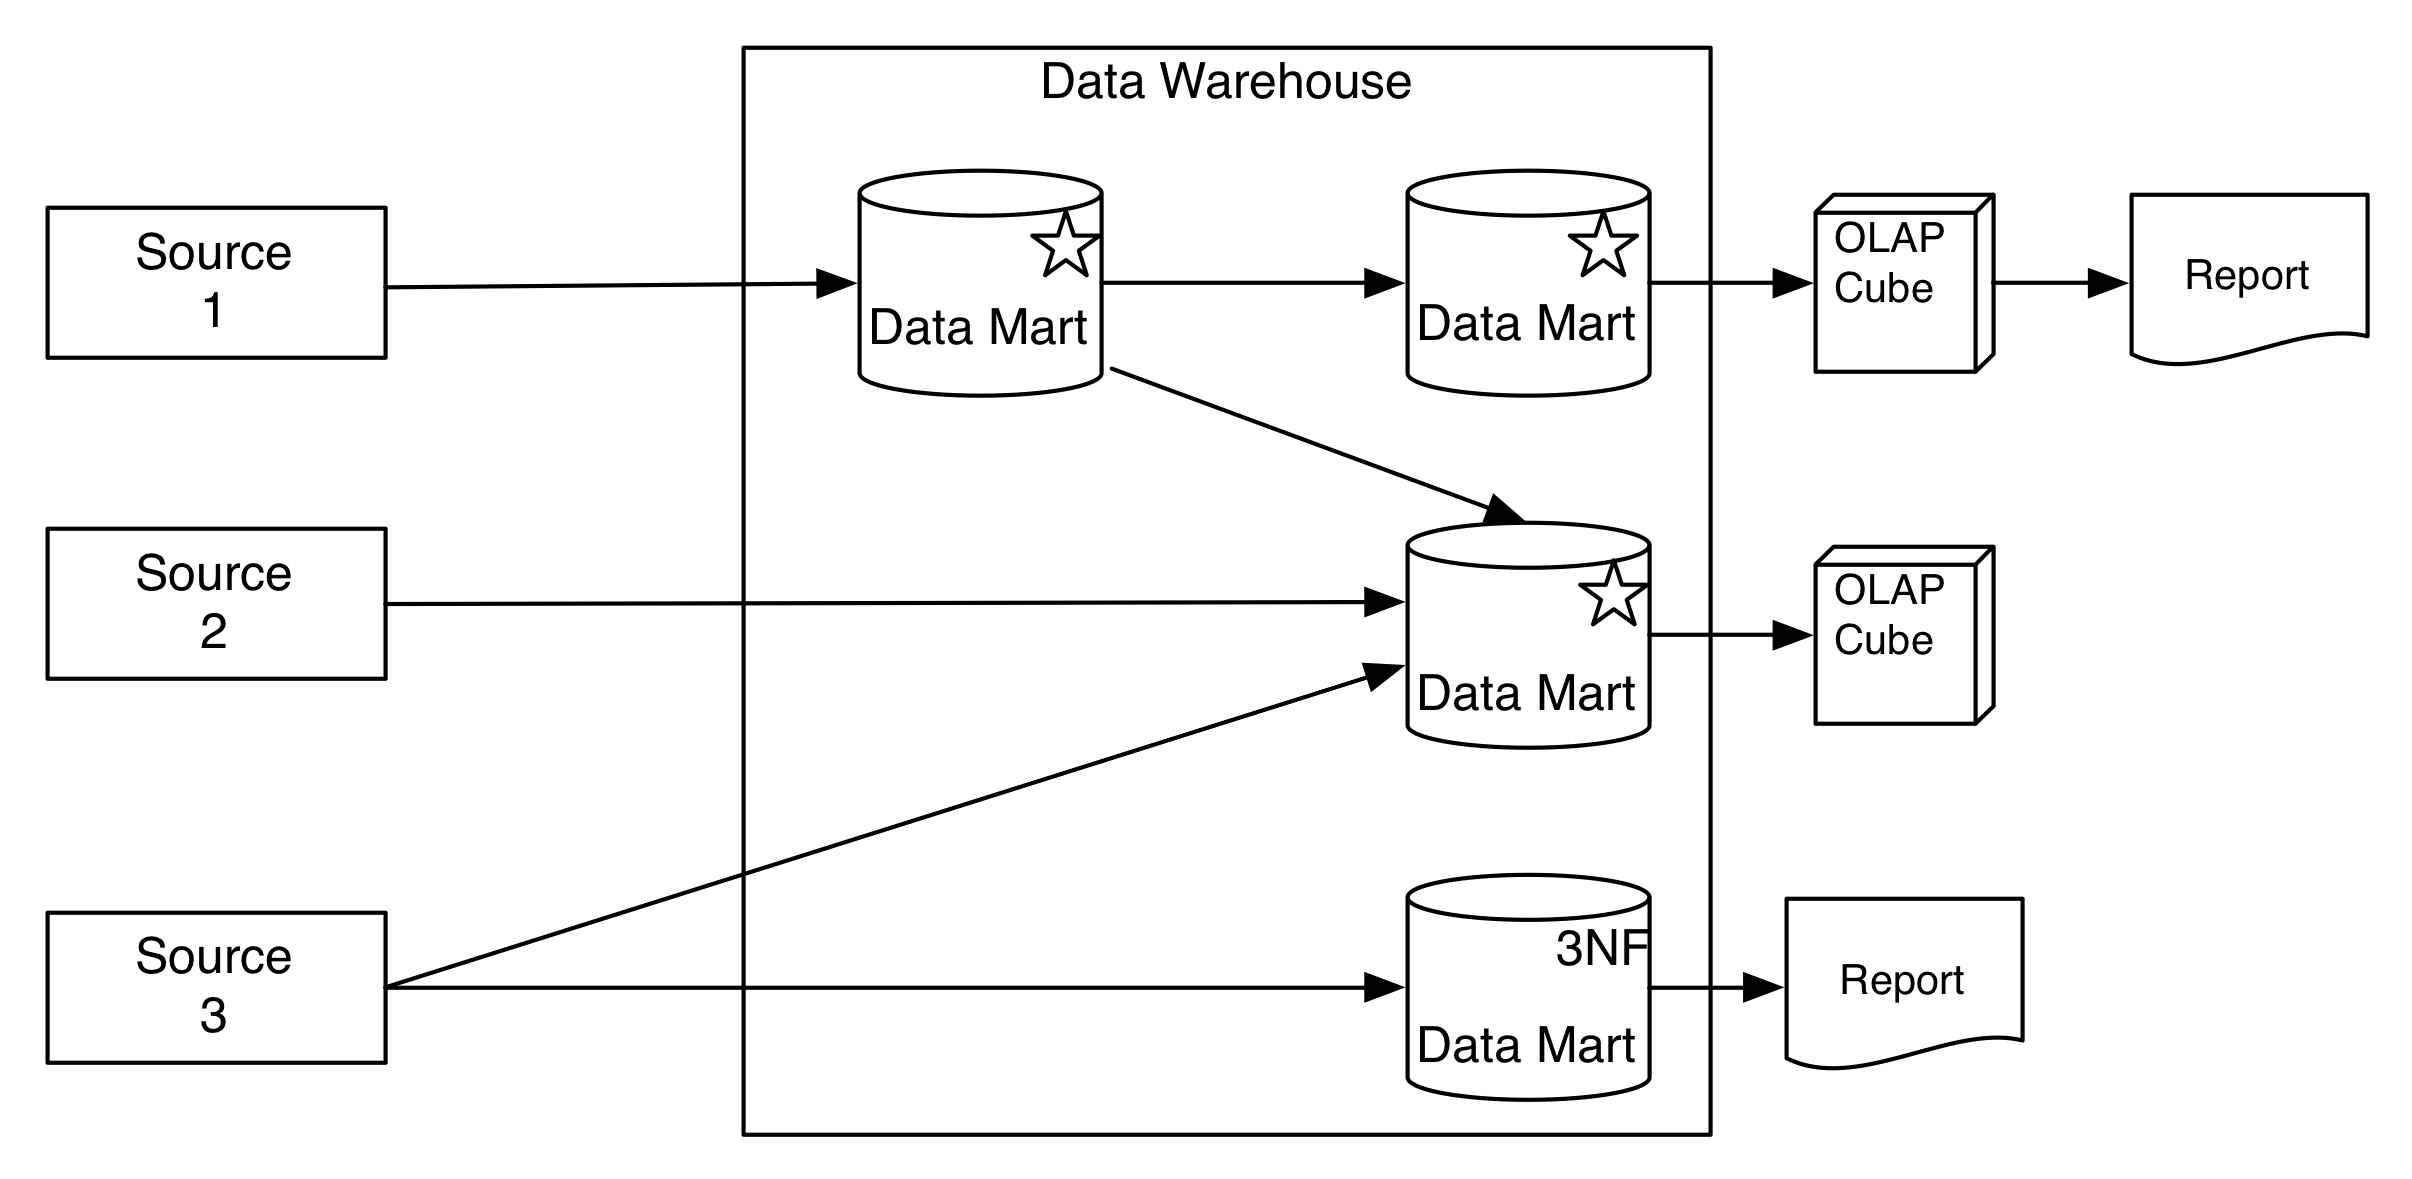 Data Warehouse
Source
1
Data Mart
Data Mart
OLAP
Cube
Report
Source
2
Data Mart
OLAP
Cube
Source
3
3NF
Data Mart
Report